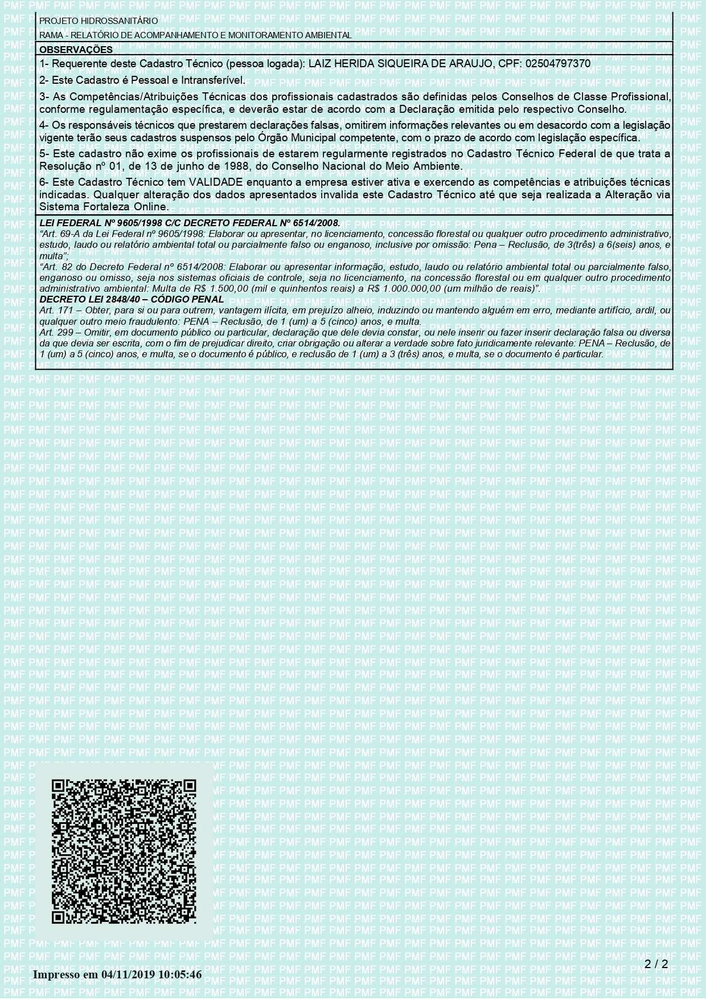 PROJETO HIDROSSANITÁRIO
RAMA - RELATÓRIO DE ACOMPANHAMENTO E MONITORAMENTO AMBIENTAL
OBSERVAÇÕES
1- Requerente deste Cadastro Técnico (pessoa logada): LAIZ HERIDA SIQUEIRA DE ARAUJO, CPF: 02504797370
2- Este Cadastro é Pessoal e Intransferível.
3- As Competências/Atribuições Técnicas dos profissionais cadastrados são definidas pelos Conselhos de Classe Profissional,
conforme regulamentação específica, e deverão estar de acordo com a Declaração emitida pelo respectivo Conselho.
4- Os responsáveis técnicos que prestarem declarações falsas, omitirem informações relevantes ou em desacordo com a legislação
vigente terão seus cadastros suspensos pelo Órgão Municipal competente, com o prazo de acordo com legislação específica.
5- Este cadastro não exime os profissionais de estarem regularmente registrados no Cadastro Técnico Federal de que trata a
Resolução nº 01, de 13 de junho de 1988, do Conselho Nacional do Meio Ambiente.
6- Este Cadastro Técnico tem VALIDADE enquanto a empresa estiver ativa e exercendo as competências e atribuições técnicas
indicadas. Qualquer alteração dos dados apresentados invalida este Cadastro Técnico até que seja realizada a Alteração via
Sistema Fortaleza Online.
LEI FEDERAL Nº 9605/1998 C/C DECRETO FEDERAL Nº 6514/2008.
“Art. 69-A da Lei Federal nº 9605/1998: Elaborar ou apresentar, no licenciamento, concessão florestal ou qualquer outro procedimento administrativo,
estudo, laudo ou relatório ambiental total ou parcialmente falso ou enganoso, inclusive por omissão: Pena – Reclusão, de 3(três) a 6(seis) anos, e
multa”;
“Art. 82 do Decreto Federal nº 6514/2008: Elaborar ou apresentar informação, estudo, laudo ou relatório ambiental total ou parcialmente falso,
enganoso ou omisso, seja nos sistemas oficiais de controle, seja no licenciamento, na concessão florestal ou em qualquer outro procedimento
administrativo ambiental: Multa de R$ 1.500,00 (mil e quinhentos reais) a R$ 1.000.000,00 (um milhão de reais)”.
DECRETO LEI 2848/40 – CÓDIGO PENAL
Art. 171 – Obter, para si ou para outrem, vantagem ilícita, em prejuízo alheio, induzindo ou mantendo alguém em erro, mediante artifício, ardil, ou
qualquer outro meio fraudulento: PENA – Reclusão, de 1 (um) a 5 (cinco) anos, e multa.
Art. 299 – Omitir, em documento público ou particular, declaração que dele devia constar, ou nele inserir ou fazer inserir declaração falsa ou diversa
da que devia ser escrita, com o fim de prejudicar direito, criar obrigação ou alterar a verdade sobre fato juridicamente relevante: PENA – Reclusão, de
1 (um) a 5 (cinco) anos, e multa, se o documento é público, e reclusão de 1 (um) a 3 (três) anos, e multa, se o documento é particular.
2 / 2
Impresso em 04/11/2019 10:05:46